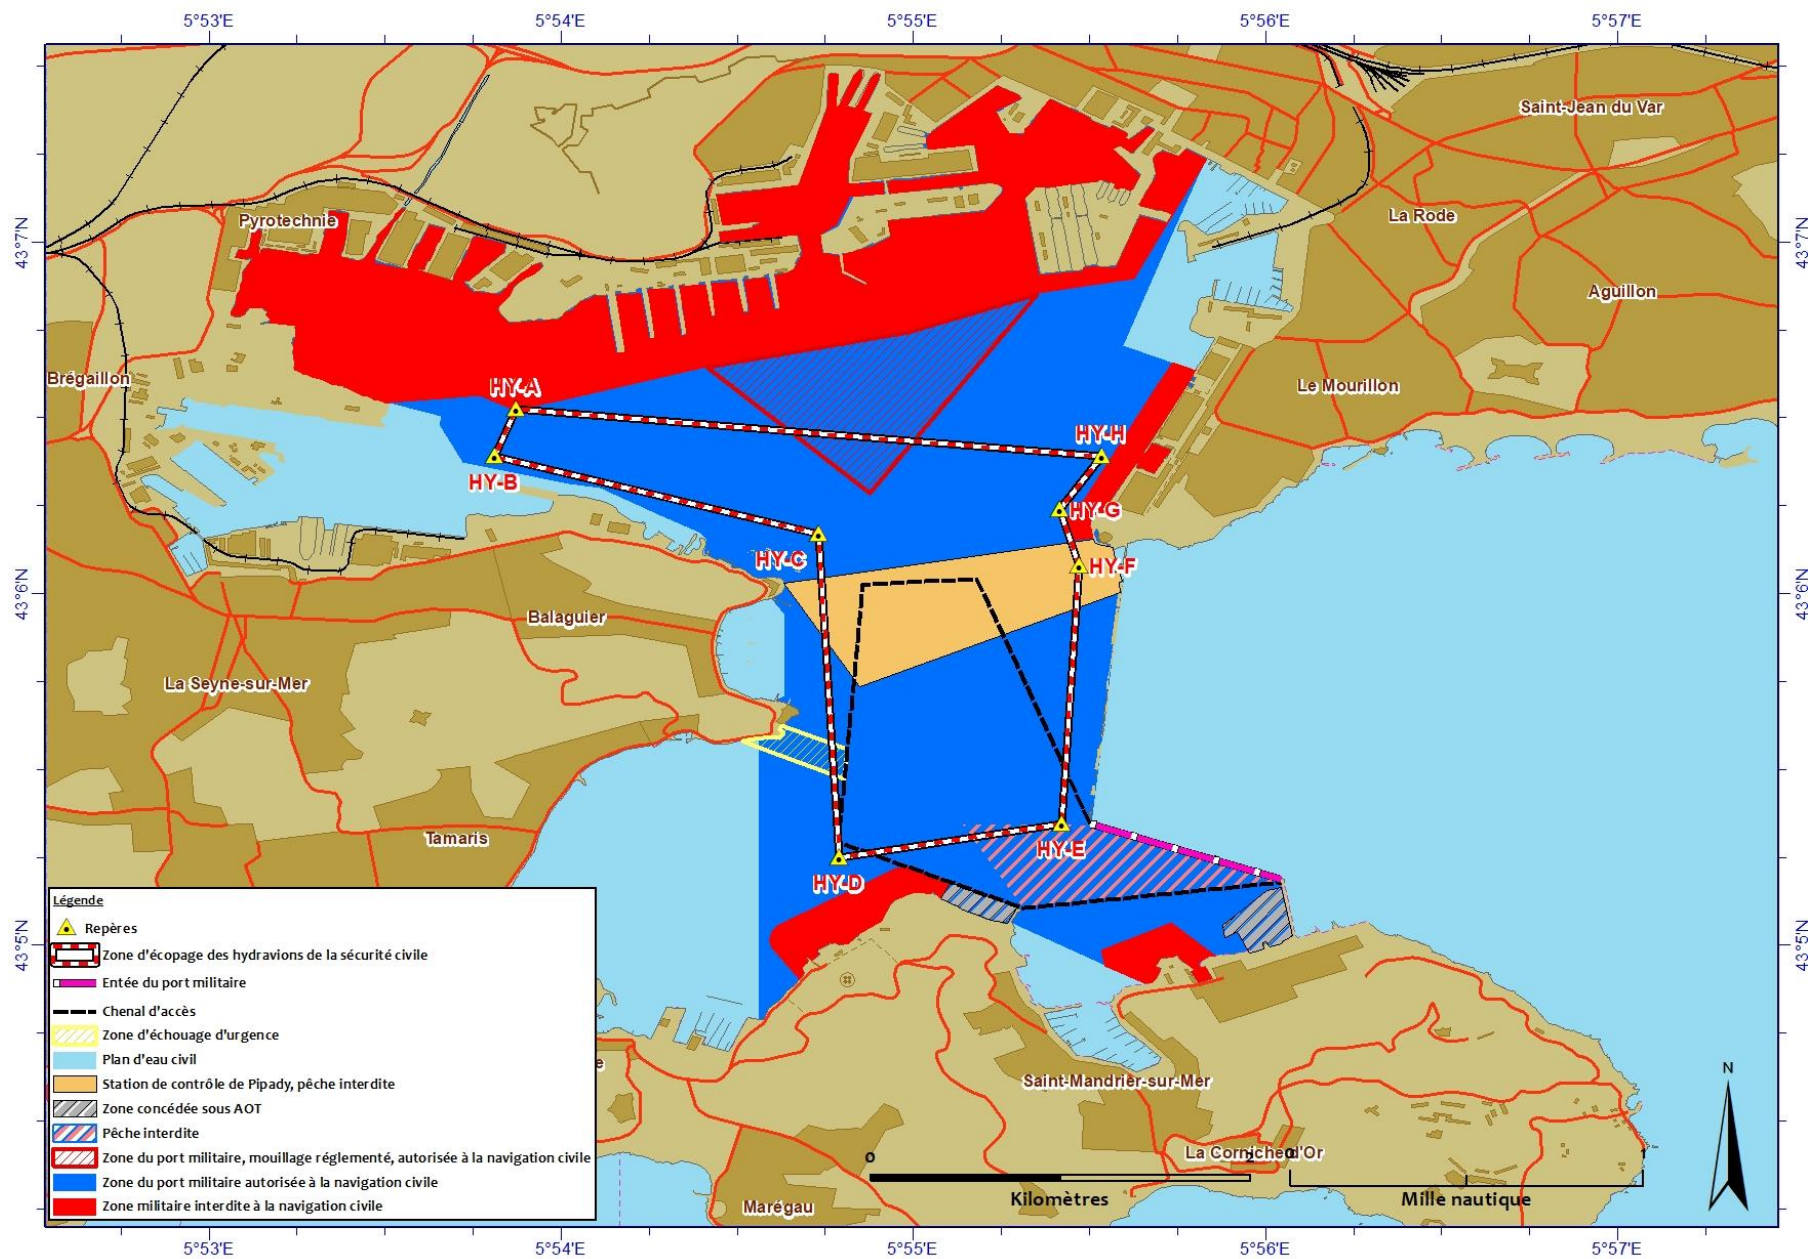 5°53'E
5°54'E
5°55'E
5°56'E
5°57'E
Saint-Jean du Var
Pyrotechnie
La Rode
43°7'N
43°7'N
Aguillon
Brégaillon
HY-A
Le Mourillon
HY-H
HY-B
HY-G
HY-C
HY-F
43°6'N
43°6'N
Balaguier
La Seyne-sur-Mer
Tamaris
HY-E
HY-D
43°5'N
43°5'N
Légende
Repères
Zone d'écopage des hydravions de la sécurité civile
Entée du port militaire
Chenal d'accès
Zone d'échouage d'urgence
Plan d'eau civil
Station de contrôle de Pipady, pêche interdite
Zone concédée sous AOT
Pêche interdite
Zone du port militaire, mouillage réglementé, autorisée à la navigation civile
Zone du port militaire autorisée à la navigation civile
Zone militaire interdite à la navigation civile
e
Saint-Mandrier-sur-Mer
La Corniche d'Or
N
0
2
0
Kilomètres
Mille nautique
Marégau
5°53'E
5°54'E
5°55'E
5°56'E
5°57'E